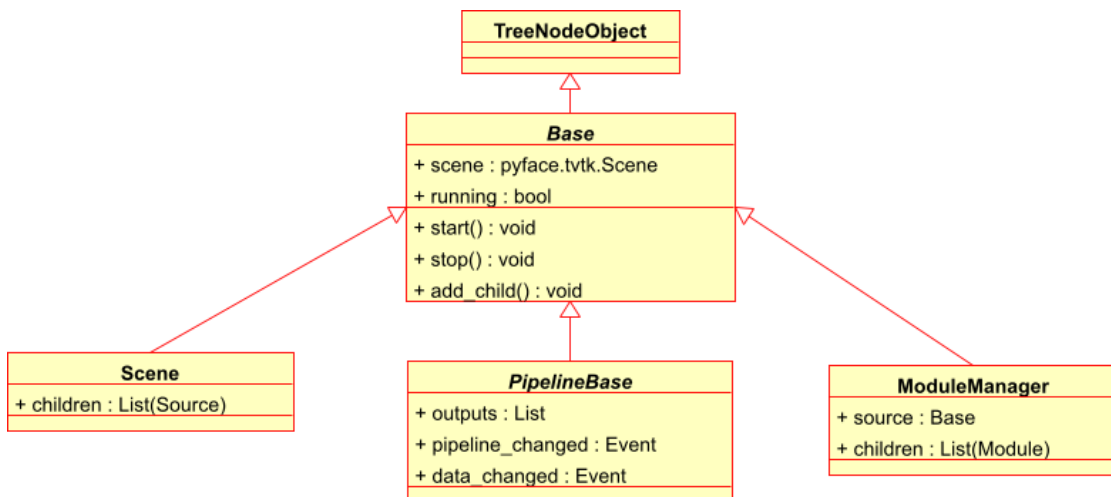 TreeNodeObject
Base
+ scene : pyface.tvtk.Scene
+ running : bool
+ start() : void
+ stop() : void
+ add_child() : void
Scene
+ children : List(Source)
PipelineBase
+ outputs : List
+ pipeline_changed : Event
+ data_changed : Event
ModuleManager
+ source : Base
+ children : List(Module)